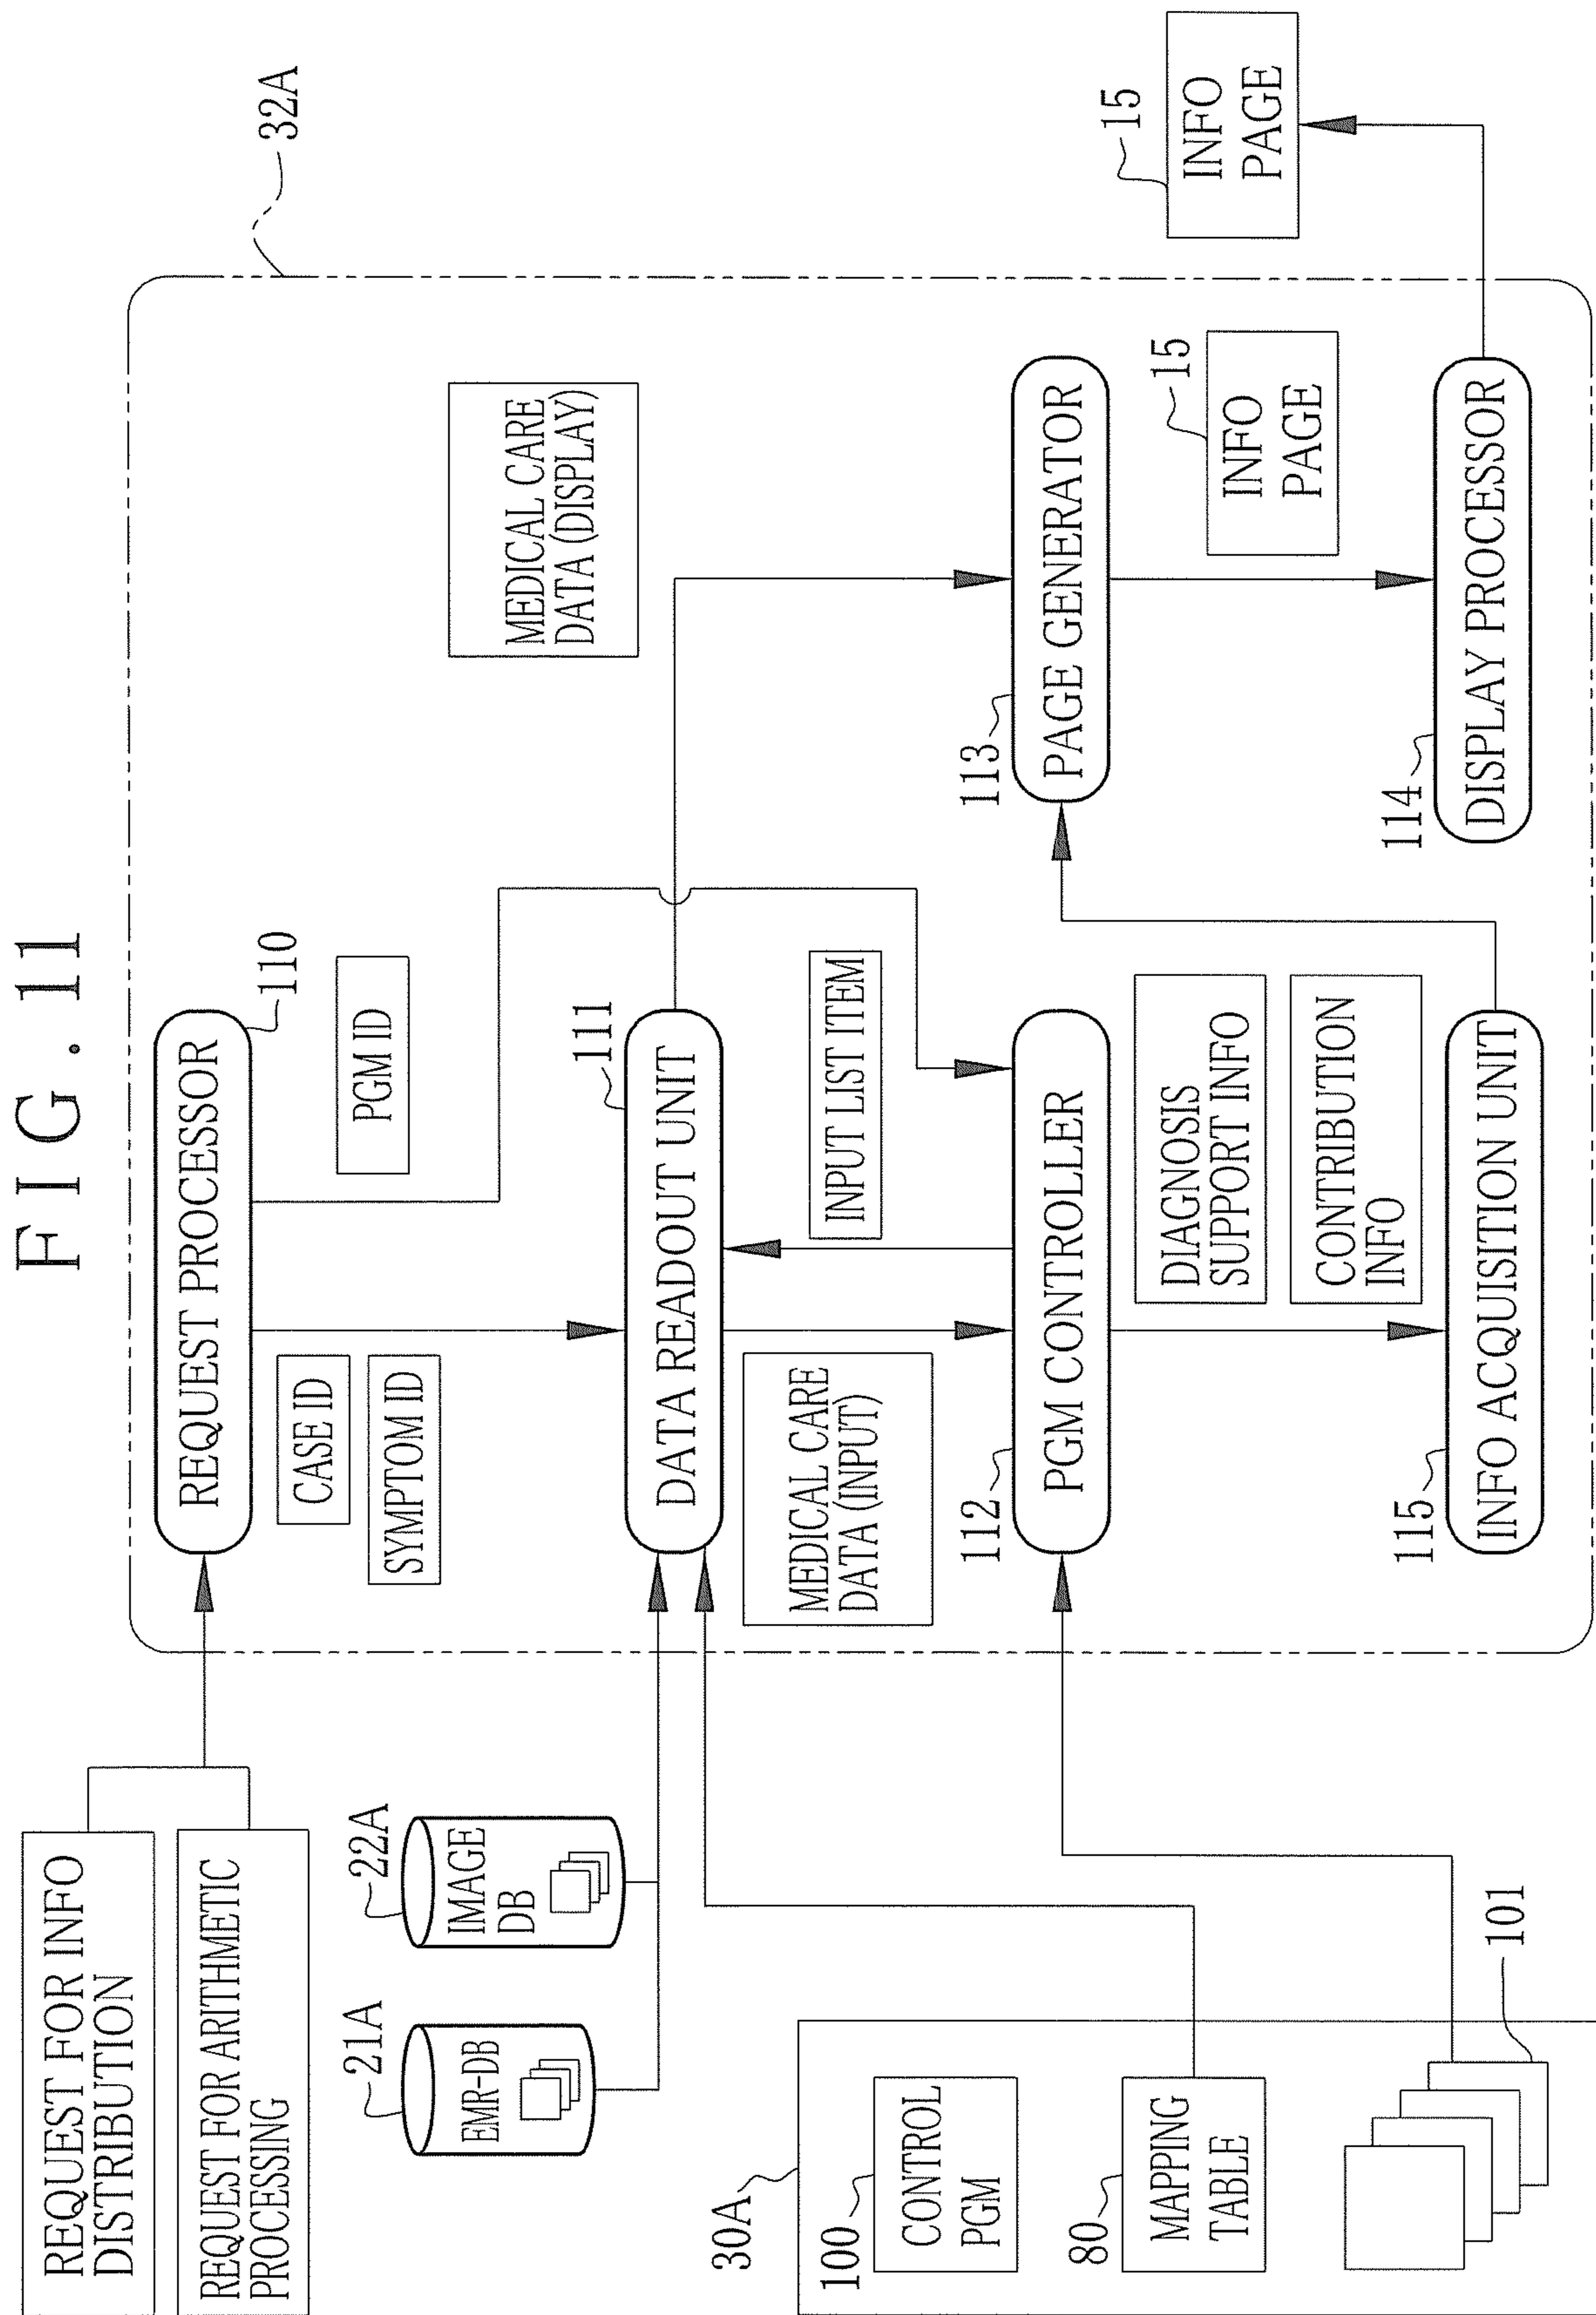 FIG.11
REQUEST FOR INFO
DISTRIBUTION
REQUEST FOR ARITHMETIC
PROCESSING
32A
REQUEST PROCESSOR
110
CASE ID
SYMPTOM ID
PGM ID
21A
EMR-DB
22A
IMAGE
DB
DATA READOUT UNIT
111
MEDICAL CARE
DATA (DISPLAY)
MEDICAL CARE
DATA (INPUT)
INPUT LIST ITEM
30A
100
CONTROL
PGM
80
MAPPING
TABLE
101
112
PGM CONTROLLER
113
PAGE GENERATOR
DIAGNOSIS
SUPPORT INFO
CONTRIBUTION
INFO
15
INFO
PAGE
115
INFO ACQUISITION UNIT
114
DISPLAY PROCESSOR
15
INFO
PAGE